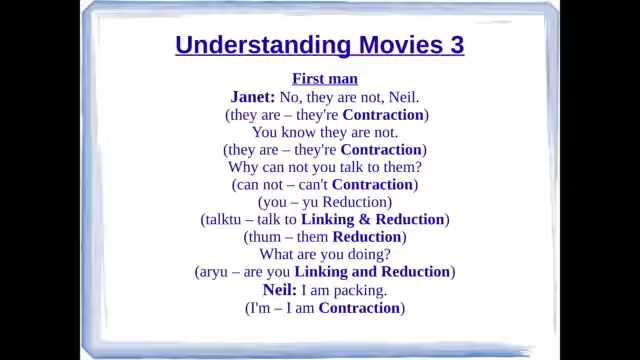 Understanding Movies 3
First man
Janet: No, they are not, Neil.
(they are – they're Contraction)
You know they are not.
(they are – they're Contraction)
Why can not you talk to them?
(can not – can't Contraction)
(you – yu Reduction)
(talktu – talk to Linking & Reduction)
(thum – them Reduction)
What are you doing?
(aryu – are you Linking and Reduction)
Neil: I am packing.
(I'm – I am Contraction)